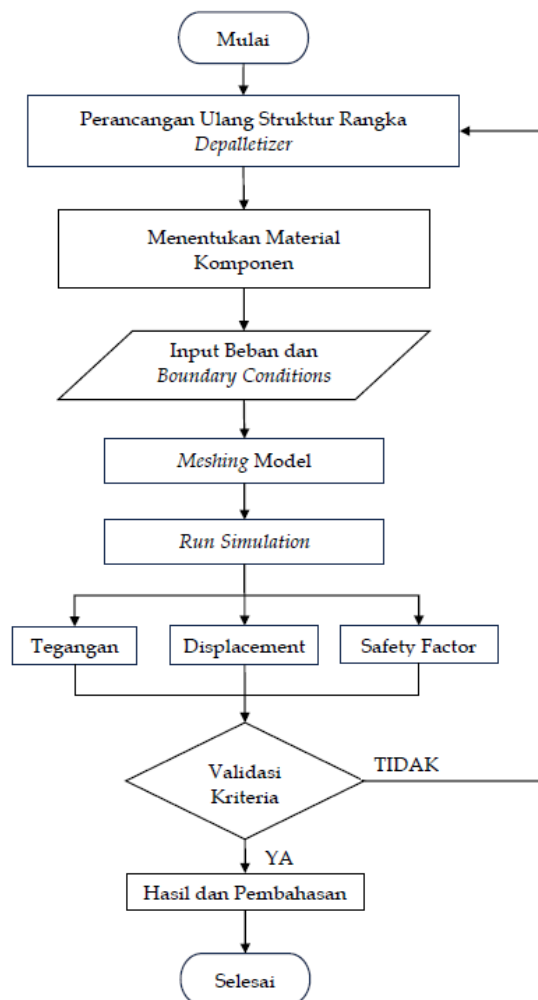 Mulai
Perancangan Ulang Struktur Rangka
Depalletizer
Menentukan Material
Komponen
Input Beban dan
Boundary Conditions
Meshing Model
Run Simulation
Tegangan
Displacement
Safety Factor
Validasi
Kriteria
TIDAK
YA
Hasil dan Pembahasan
Selesai